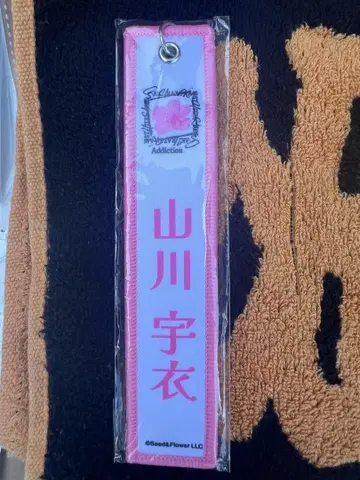 Addiction
山川 宇衣
©Seed&Flower LLC